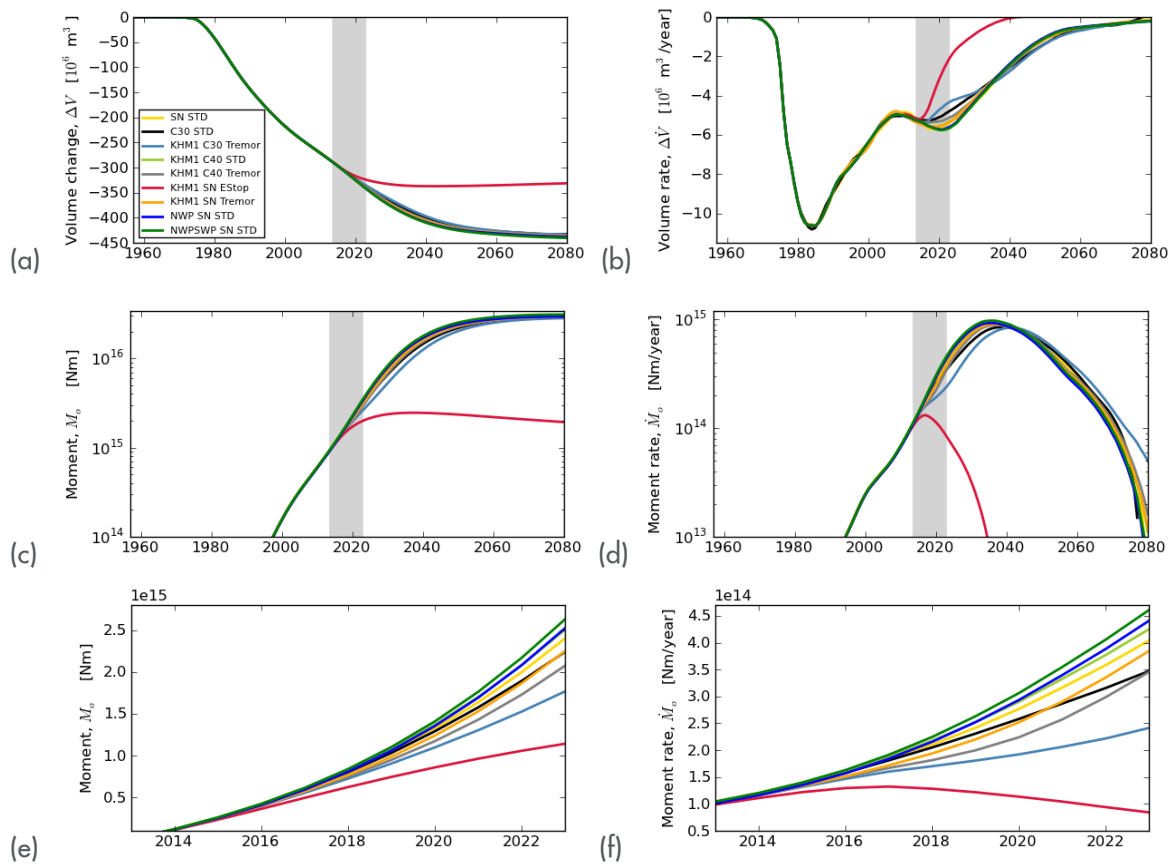 Volume change, ΔV [10⁶ m³ ]
0
−50
−100
−150
−200
−250
−300
−350
−400
−450
SN STD
C30 STD
KHM1 C30 Tremor
KHM1 C40 STD
KHM1 C40 Tremor
KHM1 SN EStop
KHM1 SN Tremor
NWP SN STD
NWPSWP SN STD
1960 1980 2000 2020 2040 2060 2080
(a)
Volume rate, ΔV̇ [10⁶ m³ /year]
0
−2
−4
−6
−8
−10
1960 1980 2000 2020 2040 2060 2080
(b)
Moment, Mₒ [Nm]
10¹⁶
10¹⁵
10¹⁴
1960 1980 2000 2020 2040 2060 2080
(c)
Moment rate, Ṁₒ [Nm/year]
10¹⁵
10¹⁴
10¹³
1960 1980 2000 2020 2040 2060 2080
(d)
1e15
Moment, Mₒ [Nm]
2.5
2.0
1.5
1.0
0.5
2014 2016 2018 2020 2022
(e)
1e14
Moment rate, Ṁₒ [Nm/year]
4.5
4.0
3.5
3.0
2.5
2.0
1.5
1.0
0.5
2014 2016 2018 2020 2022
(f)